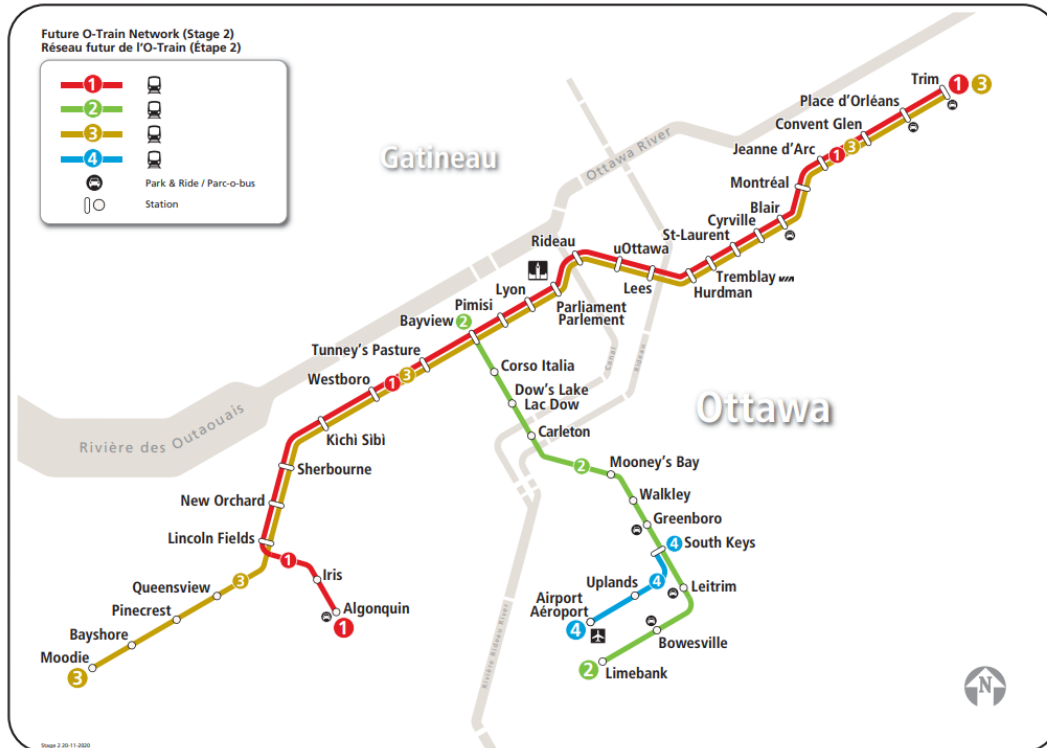 Future O-Train Network (Stage 2)
Réseau futur de l'O-Train (Étape 2)
1
2
3
4
Park & Ride / Parc-o-bus
Station
Gatineau
Ottawa River
Trim 1 3
Place d'Orléans
Convent Glen
Jeanne d'Arc
1 3
Montréal
Blair
Cyrville
St-Laurent
Tremblay VIA
Hurdman
Rideau
uOttawa
Lees
Lyon
Parliament
Parlement
Pimisi
Bayview 2
Tunney's Pasture
Westboro
1 3
Kìchì Sìbì
Sherbourne
New Orchard
Lincoln Fields
1
Iris
Algonquin
1
Queensview
3
Pinecrest
Bayshore
Moodie
3
Rivière des Outaouais
Canal
Rideau
Ottawa
Corso Italia
Dow's Lake
Lac Dow
Carleton
2
Mooney's Bay
Walkley
Greenboro
4 South Keys
4
Uplands
Airport
Aéroport
4
Leitrim
Bowesville
2 Limebank
Rivière Rideau River
N
Stage 2 20-11-2020